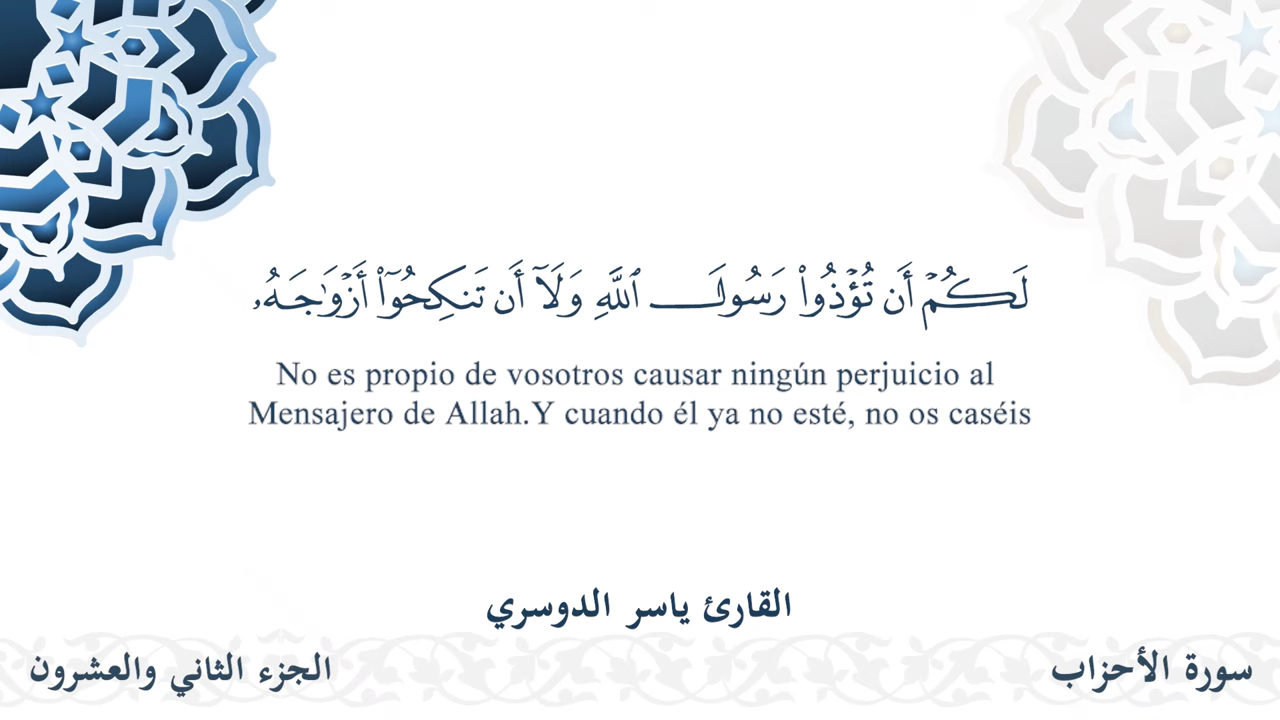 لَكُمۡ أَن تُؤۡذُواْ رَسُولَ ٱللَّهِ وَلَآ أَن تَنكِحُوٓاْ أَزۡوَٰجَهُۥ
No es propio de vosotros causar ningún perjuicio al
Mensajero de Allah.Y cuando él ya no esté, no os caséis
القارئ ياسر الدوسري
سورة الأحزاب
الجزء الثاني والعشرون